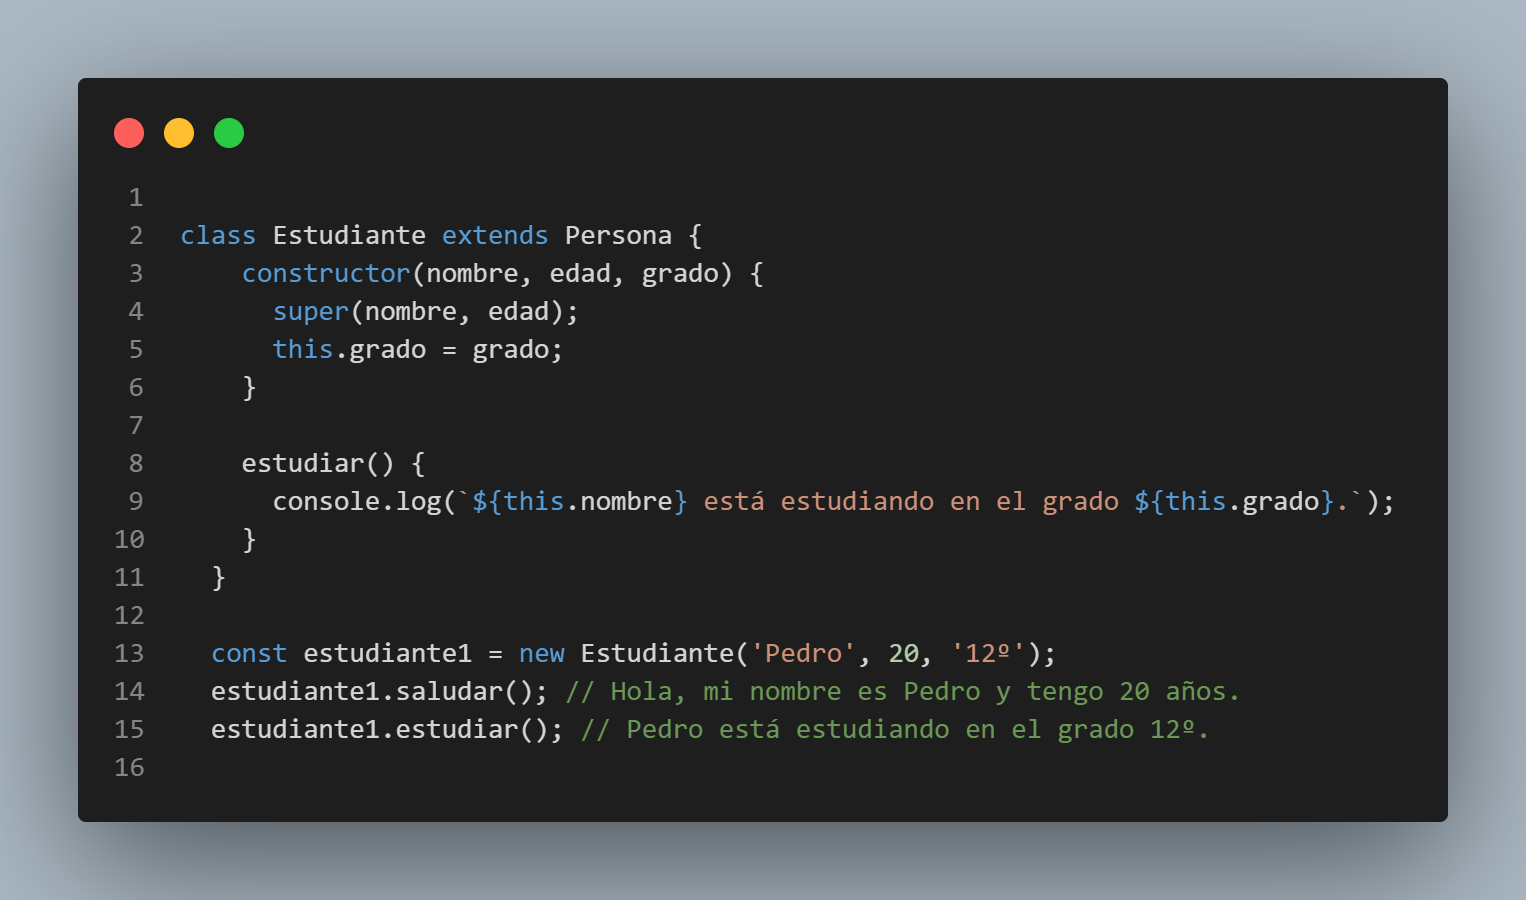 1
2 class Estudiante extends Persona {
3 constructor(nombre, edad, grado) {
4 super(nombre, edad);
5 this.grado = grado;
6 }
7
8 estudiar() {
9 console.log(`${this.nombre} está estudiando en el grado ${this.grado}.`);
10 }
11 }
12
13 const estudiante1 = new Estudiante('Pedro', 20, '12º');
14 estudiante1.saludar(); // Hola, mi nombre es Pedro y tengo 20 años.
15 estudiante1.estudiar(); // Pedro está estudiando en el grado 12º.
16